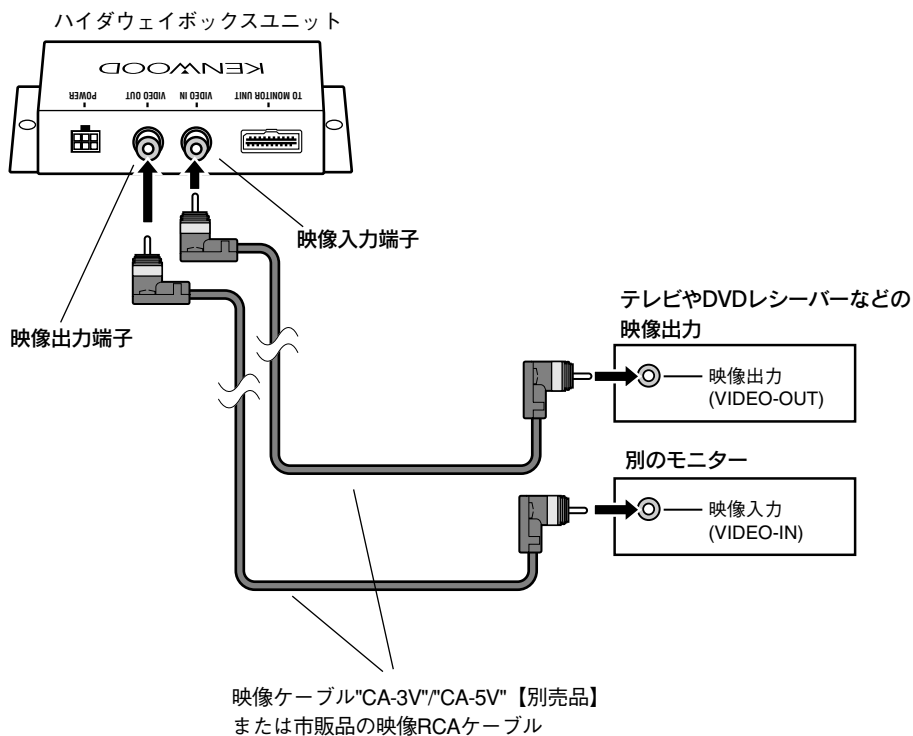 ハイダウェイボックスユニット
KENWOOD
POWER
VIDEO OUT
VIDEO IN
TO MONITOR UNIT
映像入力端子
映像出力端子
テレビやDVDレシーバーなどの
映像出力
映像出力
(VIDEO-OUT)
別のモニター
映像入力
(VIDEO-IN)
映像ケーブル"CA-3V"/"CA-5V"【別売品】
または市販品の映像RCAケーブル